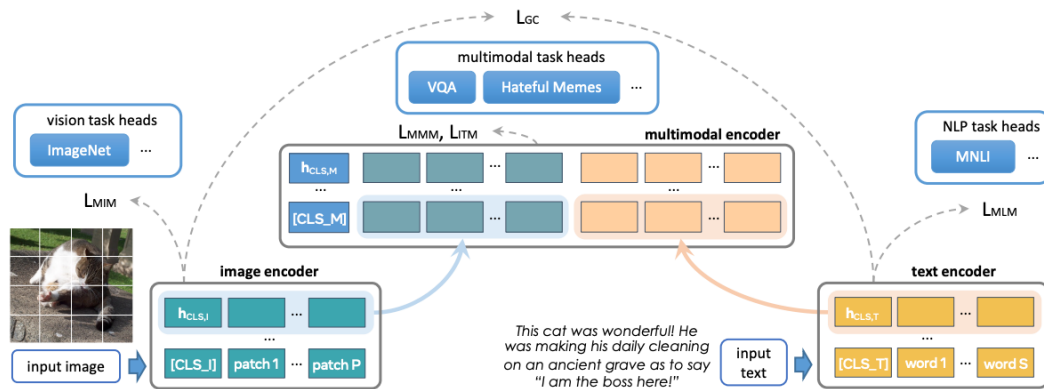 LGC
multimodal task heads
VQA
Hateful Memes
...
vision task heads
ImageNet
...
LMMM, LITM
multimodal encoder
NLP task heads
MNLI
...
hCLS,M
...
...
...
...
...
[CLS_M]
...
...
LMIM
LMLM
image encoder
text encoder
hCLS,I
...
hCLS,T
...
[CLS_I]
patch 1
...
patch P
[CLS_T]
word 1
...
word S
input image
This cat was wonderful! He
was making his daily cleaning
on an ancient grave as to say
“I am the boss here!”
input
text